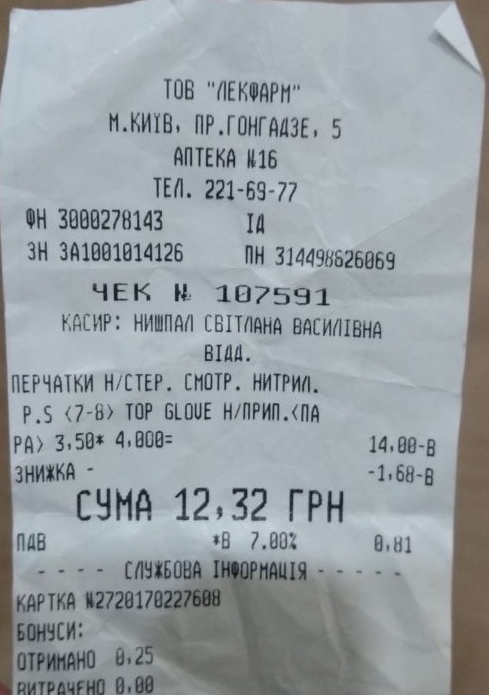 ТОВ "ЛЕКФАРМ"
М.КИЇВ, ПР.ГОНГАДЗЕ, 5
АПТЕКА №16
ТЕЛ. 221-69-77
ФН 3000278143 ІД
ЗН ЗА1001014126 ПН 314498626069
ЧЕК № 107591
КАСИР: НИШПАЛ СВІТЛАНА ВАСИЛІВНА
ВІДД.
ПЕРЧАТКИ Н/СТЕР. СМОТР. НИТРИЛ.
Р.S <7-8> TOP GLOVE Н/ПРИП.<ПА
РА> 3,50* 4,000= 14,00-В
ЗНИЖКА - -1,68-В
СУМА 12,32 ГРН
ПДВ *В 7.00% 0,81
- - - - СЛУЖБОВА ІНФОРМАЦІЯ - - - - -
КАРТКА №2720170227608
БОНУСИ:
ОТРИМАНО 0,25
ВИТРАЧЕНО 0,00